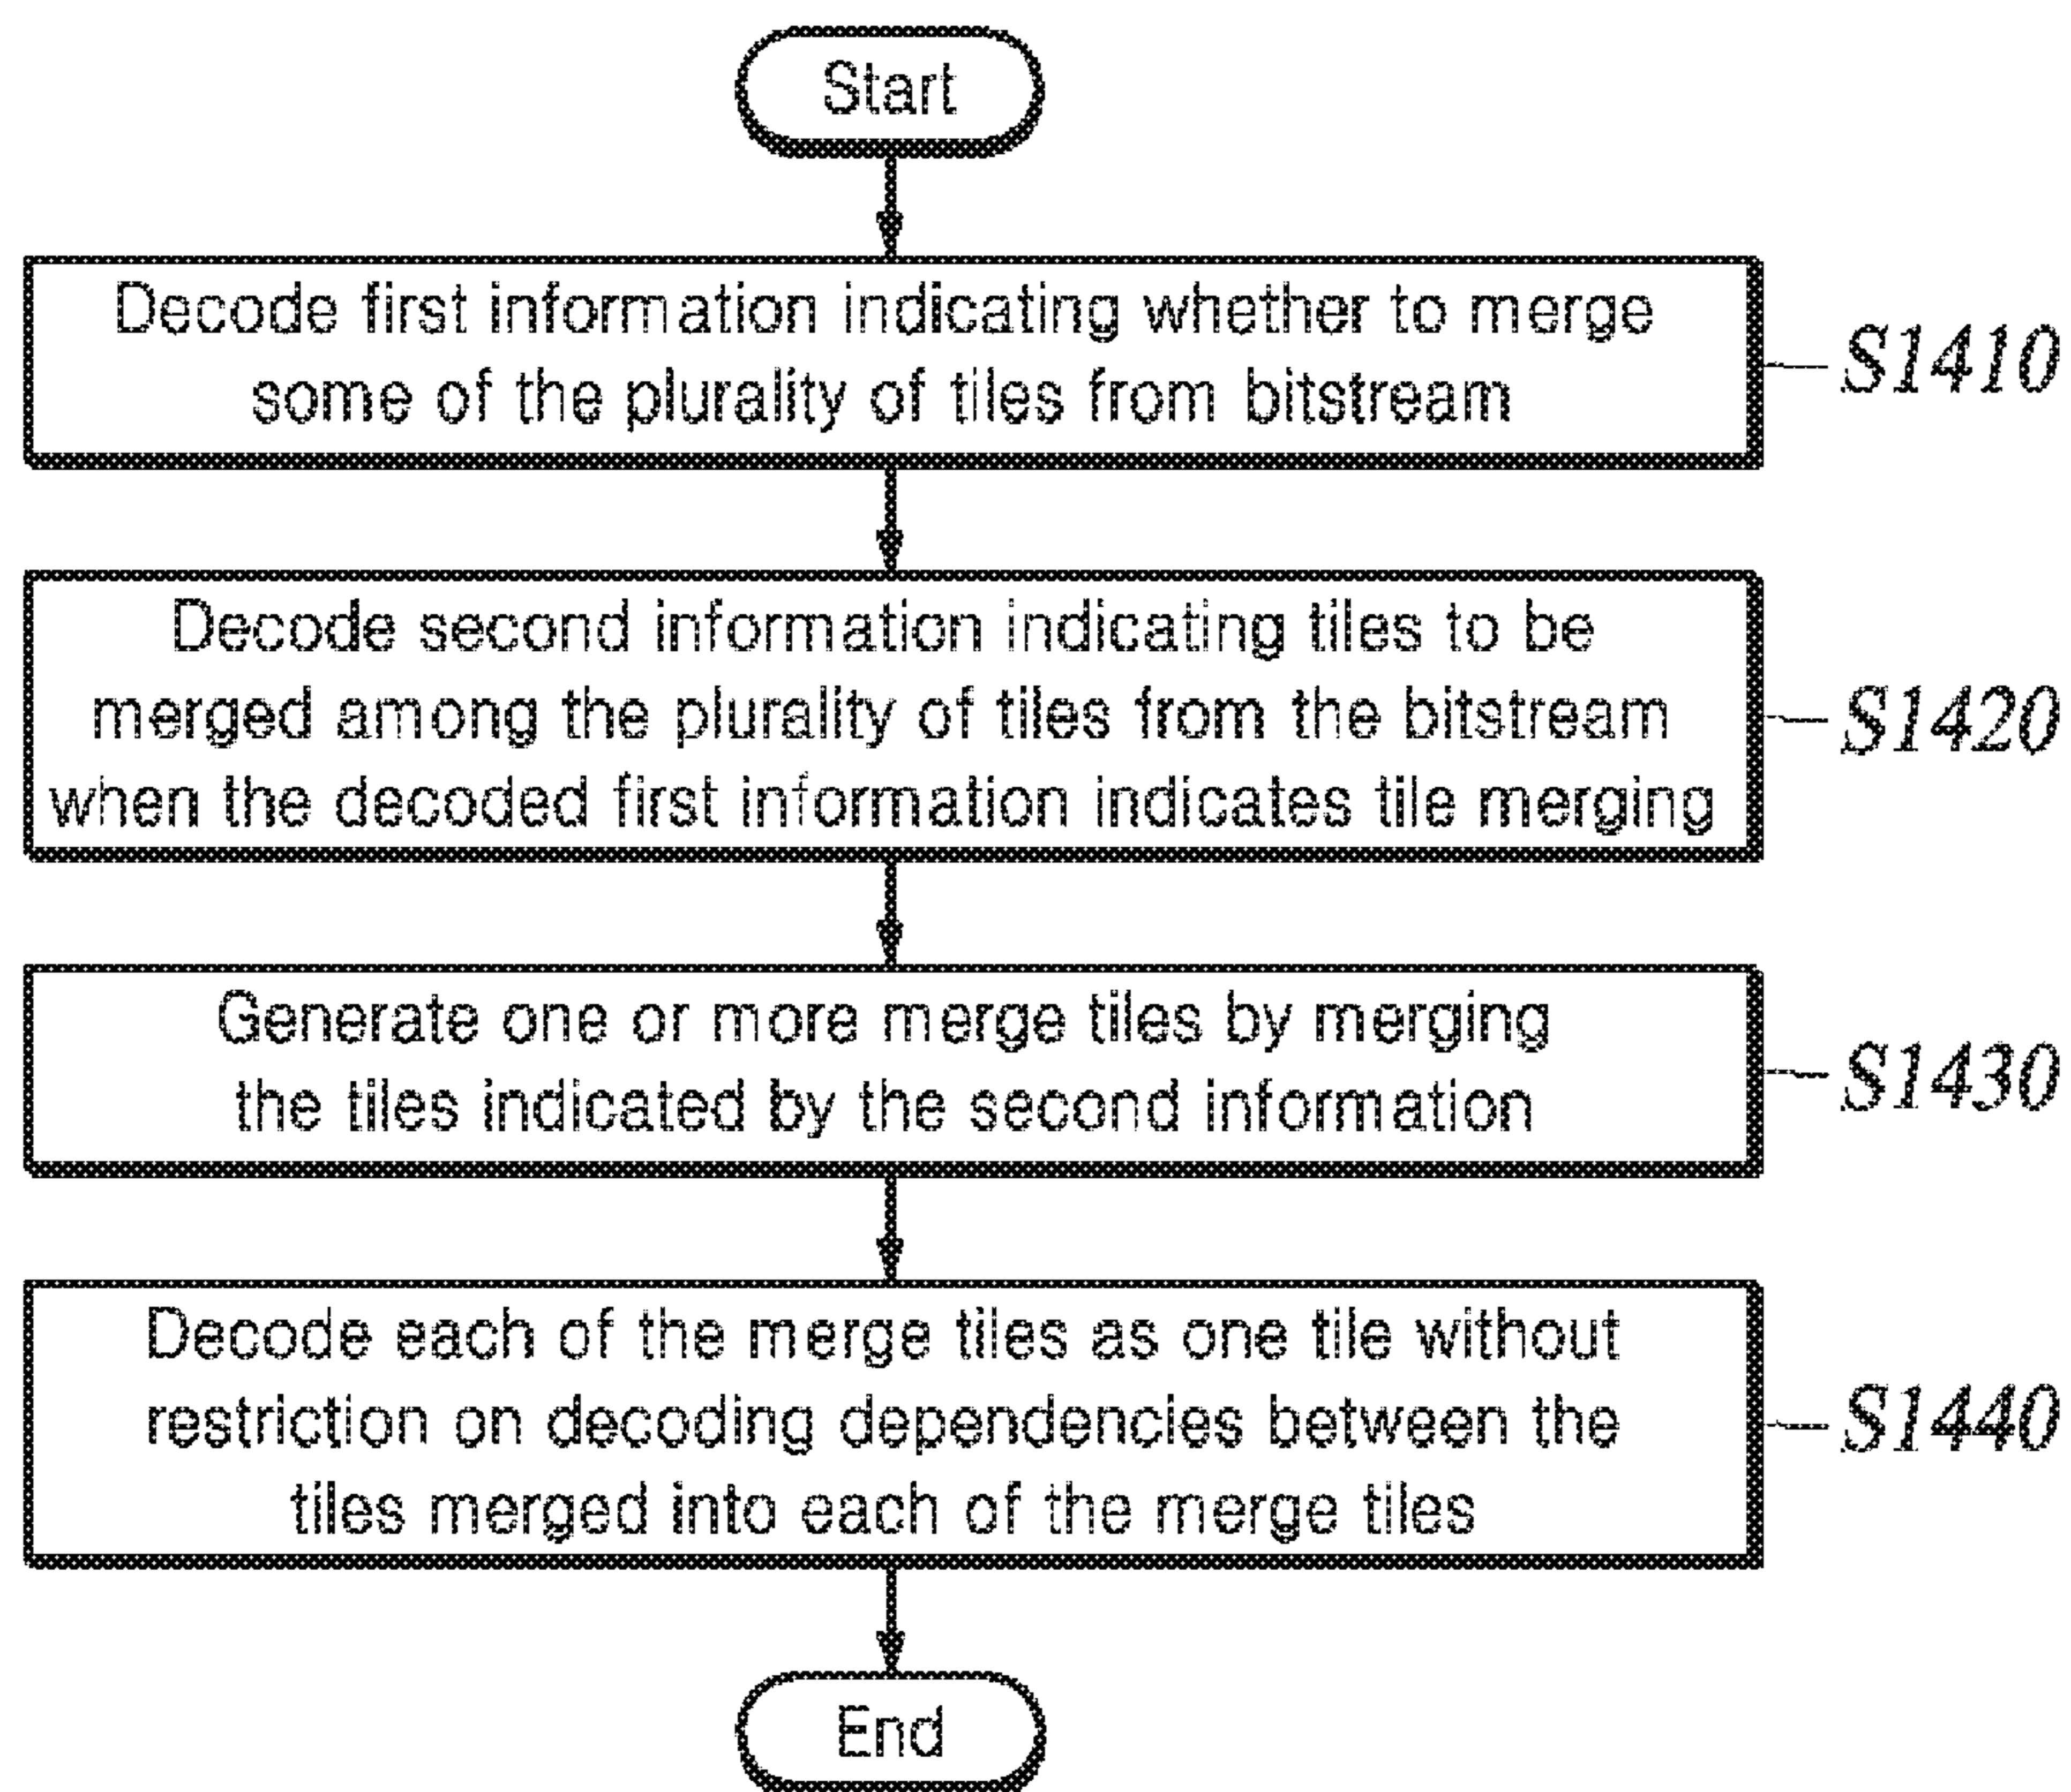 Start
Decode first information indicating whether to merge
some of the plurality of tiles from bitstream
S1410
Decode second information indicating tiles to be
merged among the plurality of tiles from the bitstream
when the decoded first information indicates tile merging
S1420
Generate one or more merge tiles by merging
the tiles indicated by the second information
S1430
Decode each of the merge tiles as one tile without
restriction on decoding dependencies between the
tiles merged into each of the merge tiles
S1440
End